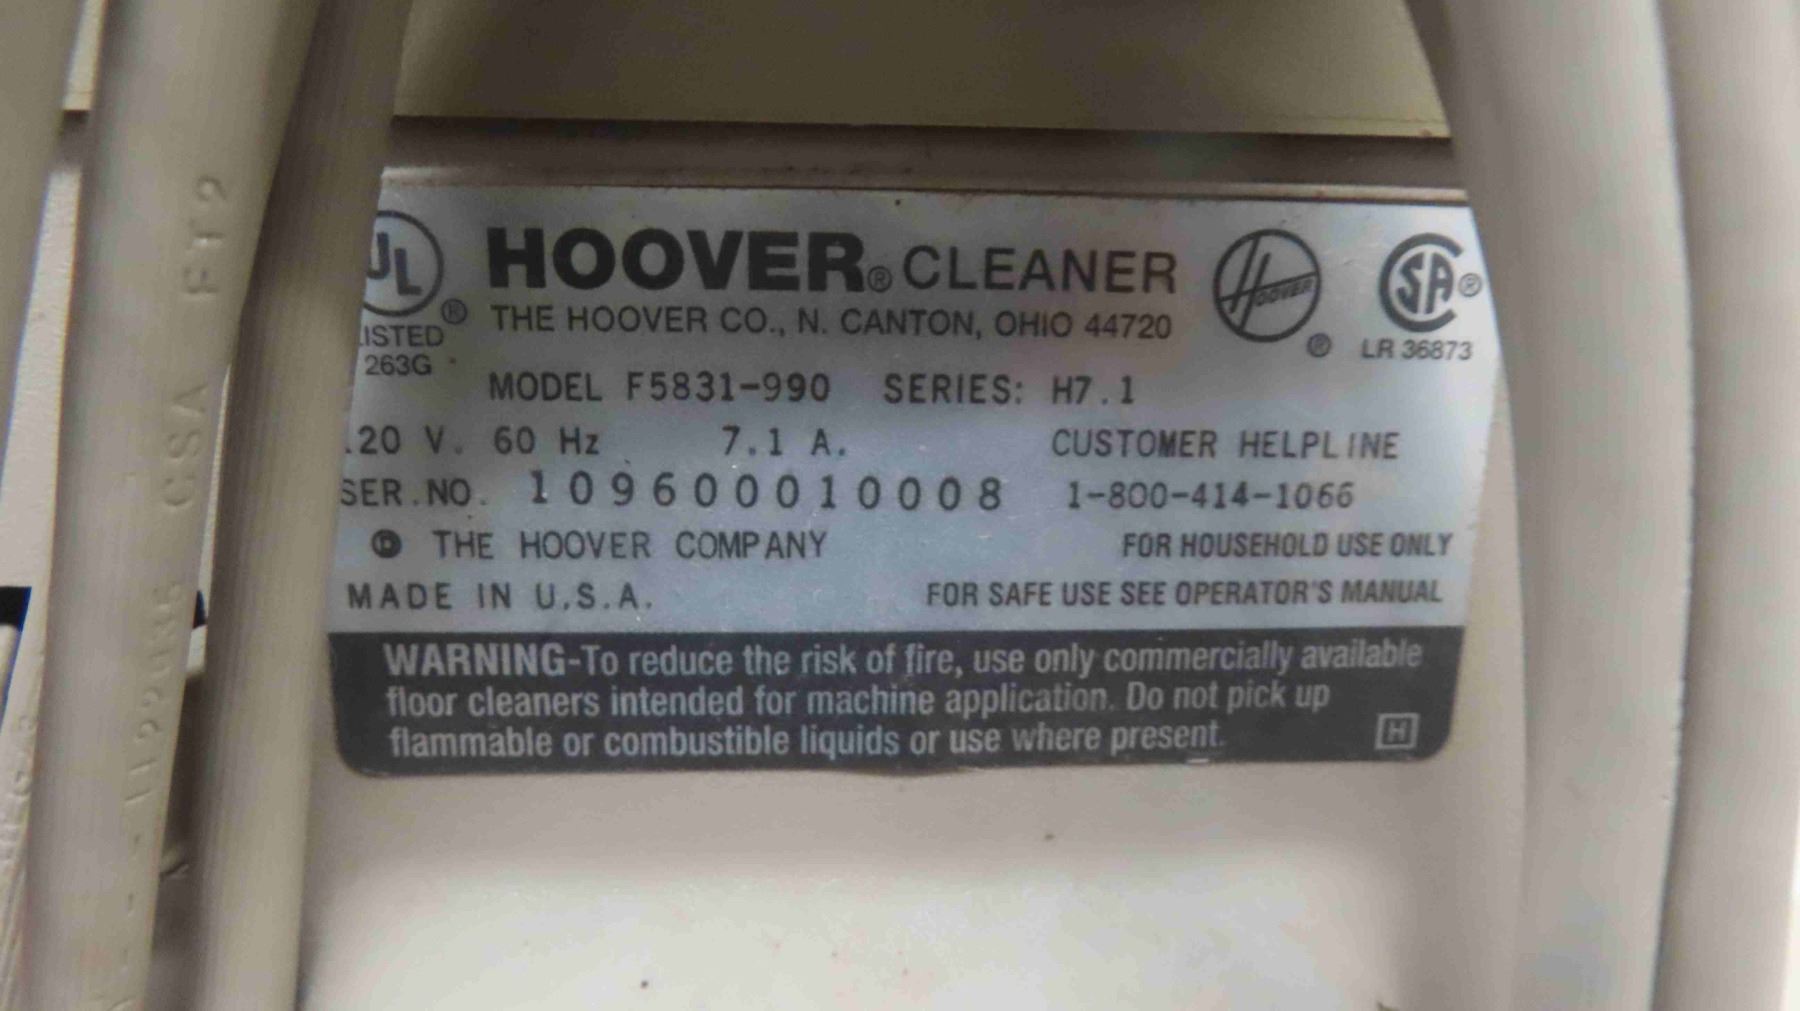 UL
LISTED
263G
®
HOOVER® CLEANER
THE HOOVER CO., N. CANTON, OHIO 44720
HOOVER
®
SA®
LR 36873
MODEL F5831-990 SERIES: H7.1
20 V. 60 Hz 7.1 A.
CUSTOMER HELPLINE
SER.NO. 109600010008 1-800-414-1066
THE HOOVER COMPANY
FOR HOUSEHOLD USE ONLY
MADE IN U.S.A.
FOR SAFE USE SEE OPERATOR'S MANUAL
WARNING-To reduce the risk of fire, use only commercially available
floor cleaners intended for machine application. Do not pick up
flammable or combustible liquids or use where present.
H
CSA FT2